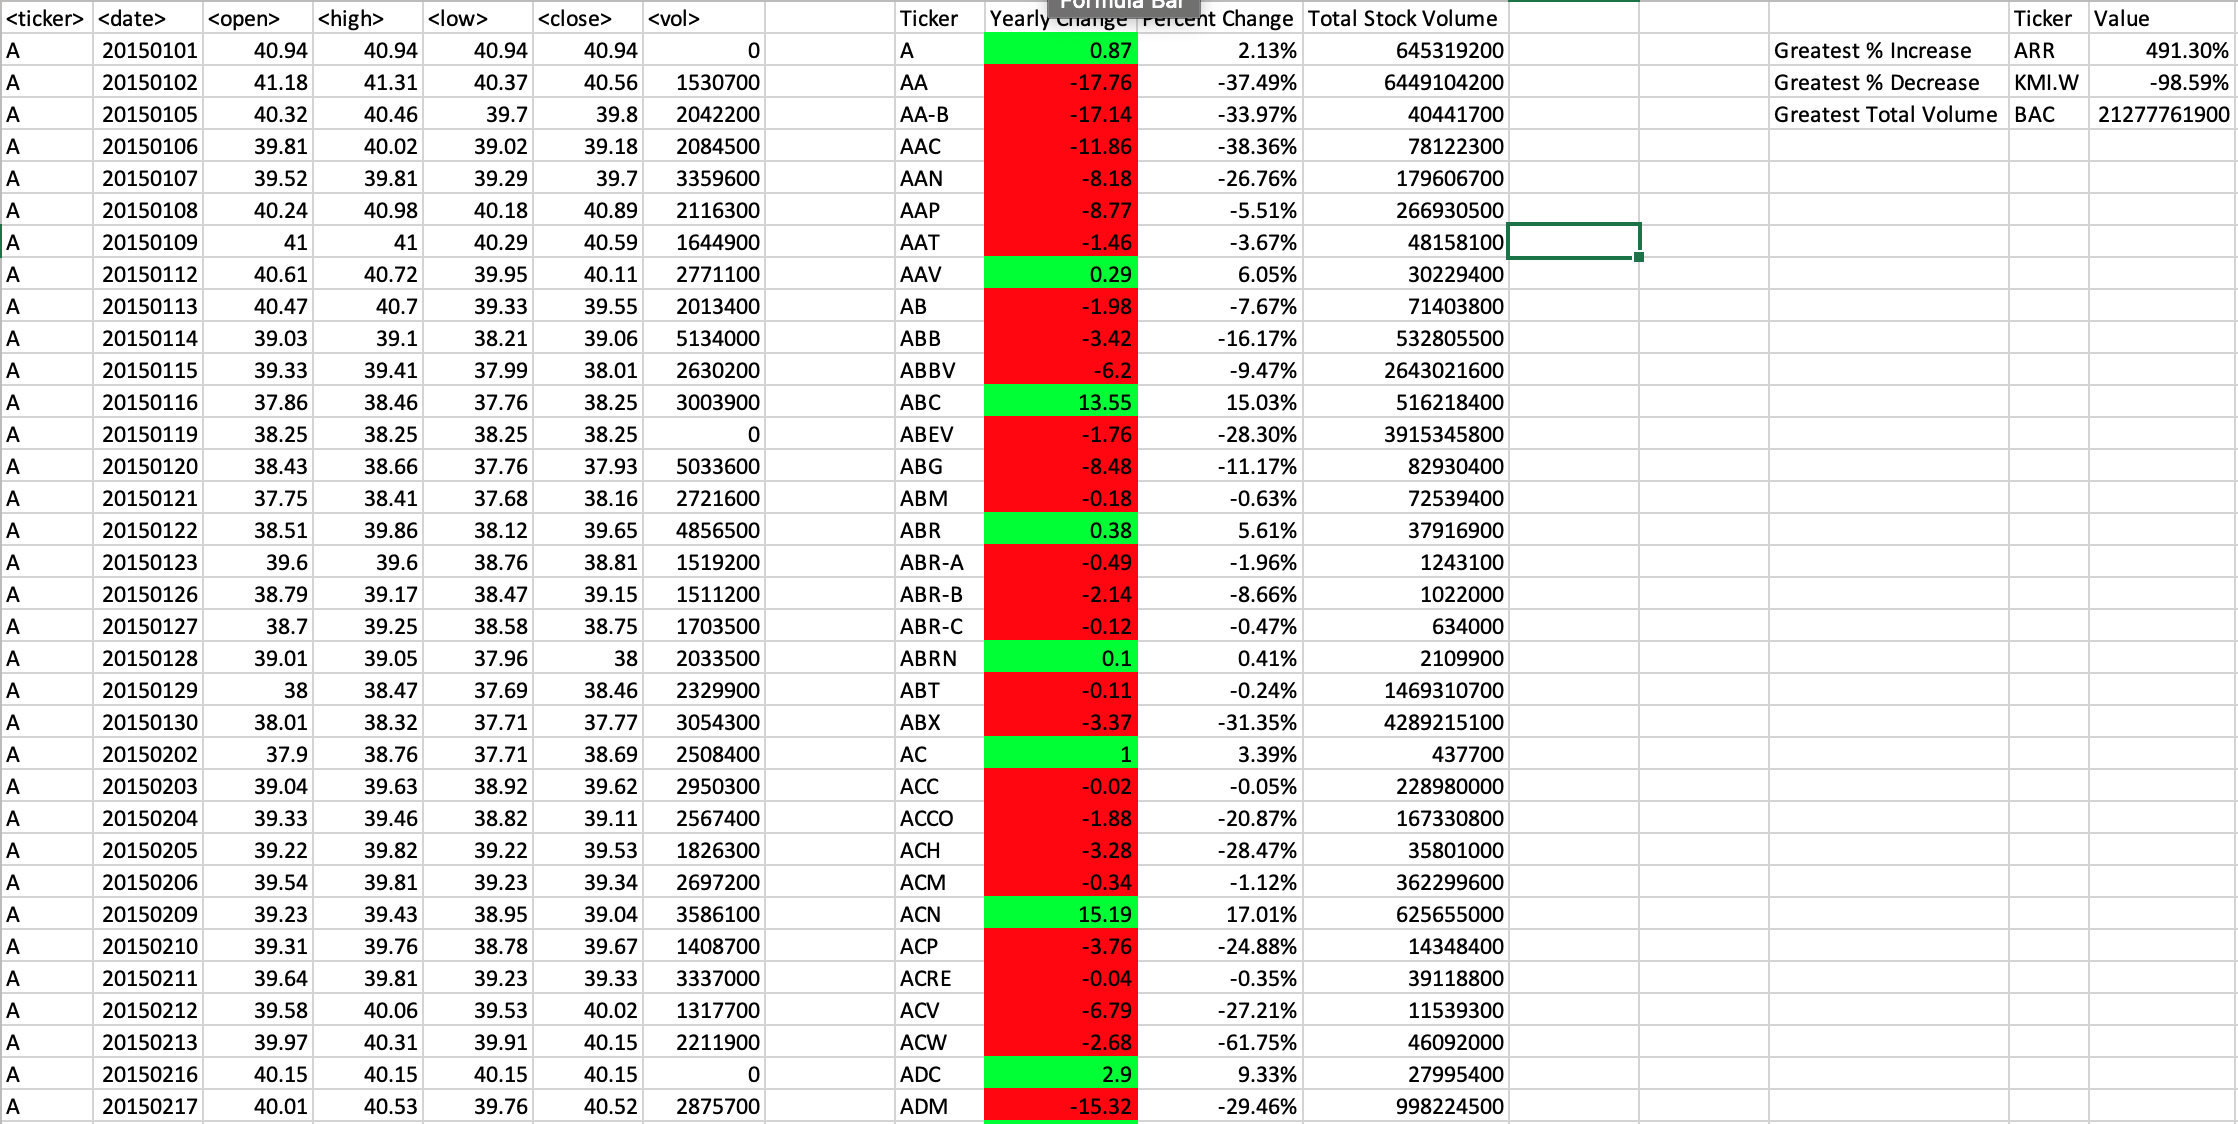 Formula Bar
<ticker> <date> <open> <high> <low> <close> <vol> Ticker Yearly Change Percent Change Total Stock Volume Ticker Value
A 20150101 40.94 40.94 40.94 40.94 0 A 0.87 2.13% 645319200 Greatest % Increase ARR 491.30%
A 20150102 41.18 41.31 40.37 40.56 1530700 AA -17.76 -37.49% 6449104200 Greatest % Decrease KMI.W -98.59%
A 20150105 40.32 40.46 39.7 39.8 2042200 AA-B -17.14 -33.97% 40441700 Greatest Total Volume BAC 21277761900
A 20150106 39.81 40.02 39.02 39.18 2084500 AAC -11.86 -38.36% 78122300
A 20150107 39.52 39.81 39.29 39.7 3359600 AAN -8.18 -26.76% 179606700
A 20150108 40.24 40.98 40.18 40.89 2116300 AAP -8.77 -5.51% 266930500
A 20150109 41 41 40.29 40.59 1644900 AAT -1.46 -3.67% 48158100
A 20150112 40.61 40.72 39.95 40.11 2771100 AAV 0.29 6.05% 30229400
A 20150113 40.47 40.7 39.33 39.55 2013400 AB -1.98 -7.67% 71403800
A 20150114 39.03 39.1 38.21 39.06 5134000 ABB -3.42 -16.17% 532805500
A 20150115 39.33 39.41 37.99 38.01 2630200 ABBV -6.2 -9.47% 2643021600
A 20150116 37.86 38.46 37.76 38.25 3003900 ABC 13.55 15.03% 516218400
A 20150119 38.25 38.25 38.25 38.25 0 ABEV -1.76 -28.30% 3915345800
A 20150120 38.43 38.66 37.76 37.93 5033600 ABG -8.48 -11.17% 82930400
A 20150121 37.75 38.41 37.68 38.16 2721600 ABM -0.18 -0.63% 72539400
A 20150122 38.51 39.86 38.12 39.65 4856500 ABR 0.38 5.61% 37916900
A 20150123 39.6 39.6 38.76 38.81 1519200 ABR-A -0.49 -1.96% 1243100
A 20150126 38.79 39.17 38.47 39.15 1511200 ABR-B -2.14 -8.66% 1022000
A 20150127 38.7 39.25 38.58 38.75 1703500 ABR-C -0.12 -0.47% 634000
A 20150128 39.01 39.05 37.96 38 2033500 ABRN 0.1 0.41% 2109900
A 20150129 38 38.47 37.69 38.46 2329900 ABT -0.11 -0.24% 1469310700
A 20150130 38.01 38.32 37.71 37.77 3054300 ABX -3.37 -31.35% 4289215100
A 20150202 37.9 38.76 37.71 38.69 2508400 AC 1 3.39% 437700
A 20150203 39.04 39.63 38.92 39.62 2950300 ACC -0.02 -0.05% 228980000
A 20150204 39.33 39.46 38.82 39.11 2567400 ACCO -1.88 -20.87% 167330800
A 20150205 39.22 39.82 39.22 39.53 1826300 ACH -3.28 -28.47% 35801000
A 20150206 39.54 39.81 39.23 39.34 2697200 ACM -0.34 -1.12% 362299600
A 20150209 39.23 39.43 38.95 39.04 3586100 ACN 15.19 17.01% 625655000
A 20150210 39.31 39.76 38.78 39.67 1408700 ACP -3.76 -24.88% 14348400
A 20150211 39.64 39.81 39.23 39.33 3337000 ACRE -0.04 -0.35% 39118800
A 20150212 39.58 40.06 39.53 40.02 1317700 ACV -6.79 -27.21% 11539300
A 20150213 39.97 40.31 39.91 40.15 2211900 ACW -2.68 -61.75% 46092000
A 20150216 40.15 40.15 40.15 40.15 0 ADC 2.9 9.33% 27995400
A 20150217 40.01 40.53 39.76 40.52 2875700 ADM -15.32 -29.46% 998224500